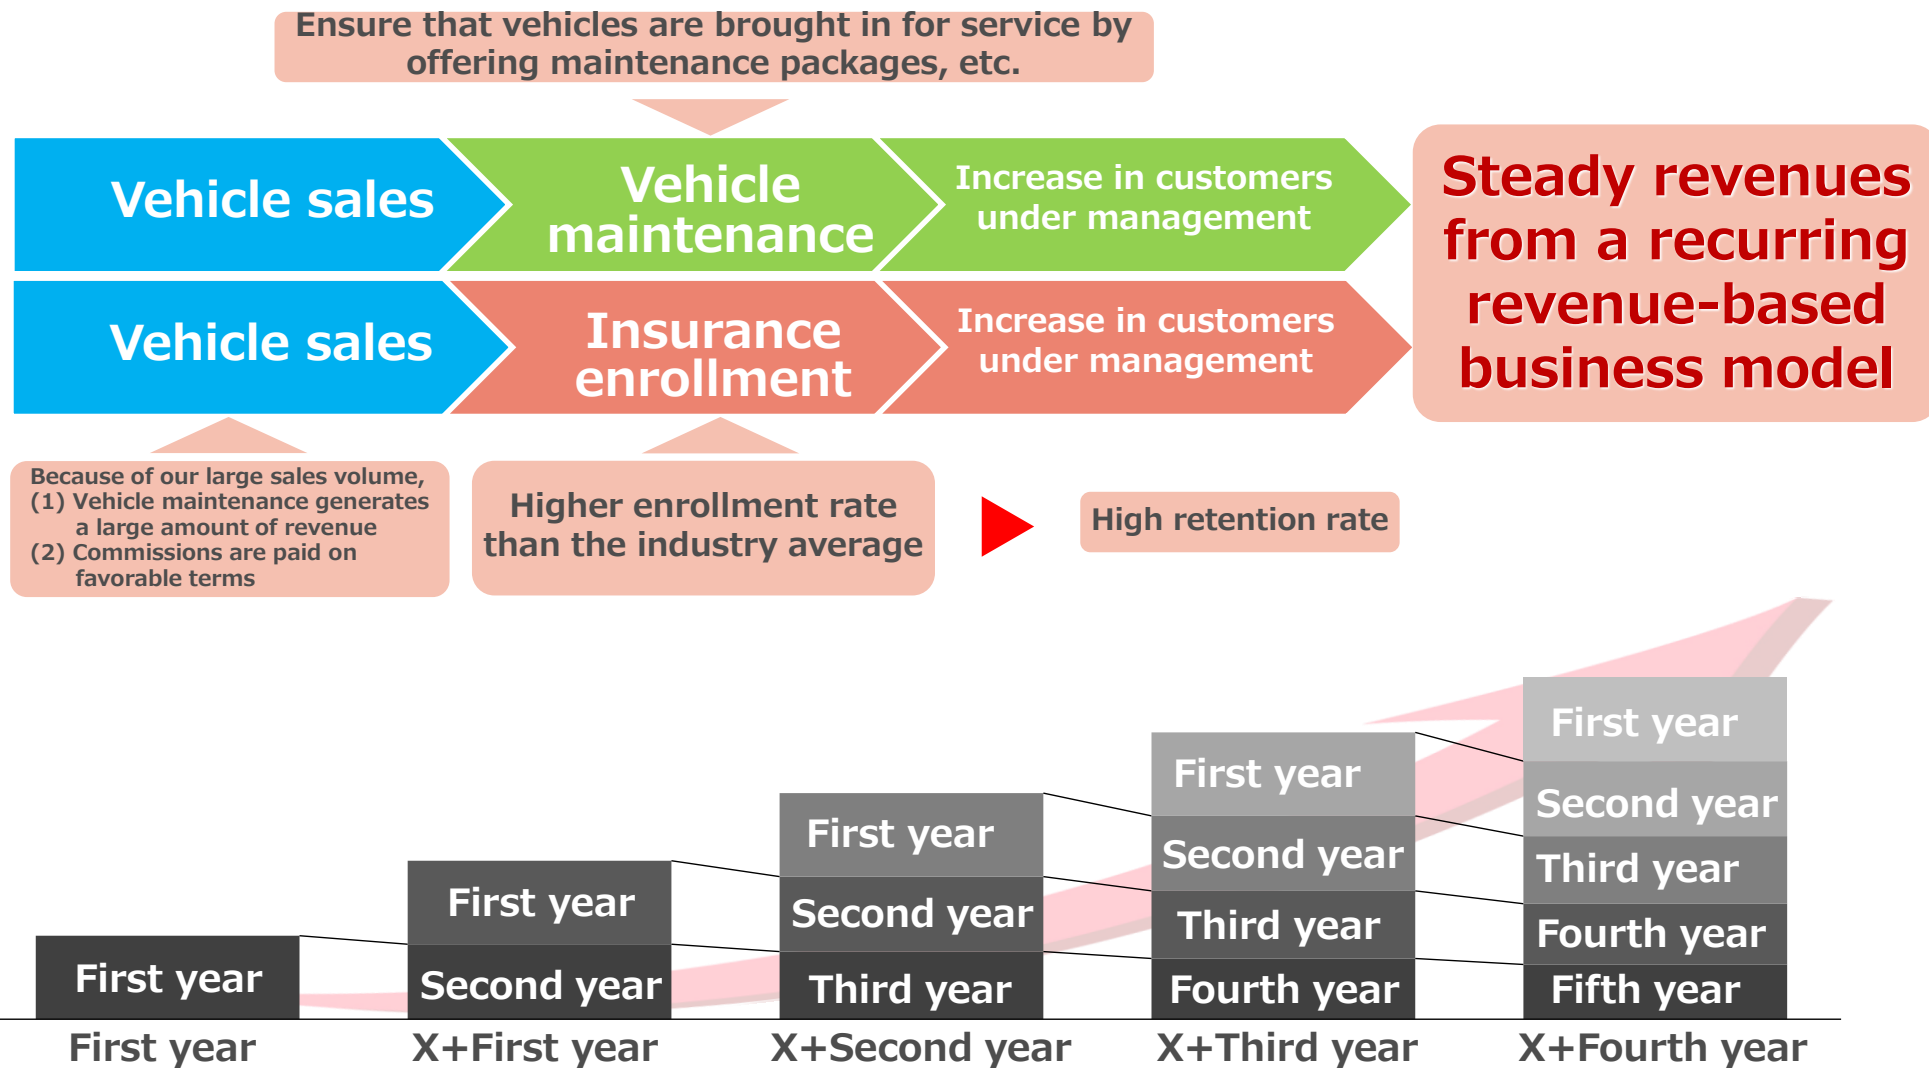 Ensure that vehicles are brought in for service by
offering maintenance packages, etc.
Vehicle sales
Vehicle
maintenance
Increase in customers
under management
Vehicle sales
Insurance
enrollment
Increase in customers
under management
Steady revenues
from a recurring
revenue-based
business model
Because of our large sales volume,
(1) Vehicle maintenance generates
a large amount of revenue
(2) Commissions are paid on
favorable terms
Higher enrollment rate
than the industry average
High retention rate
First year
First year
First year
Second year
X+First year
First year
Second year
Third year
X+Second year
First year
Second year
Third year
Fourth year
X+Third year
First year
Second year
Third year
Fourth year
Fifth year
X+Fourth year